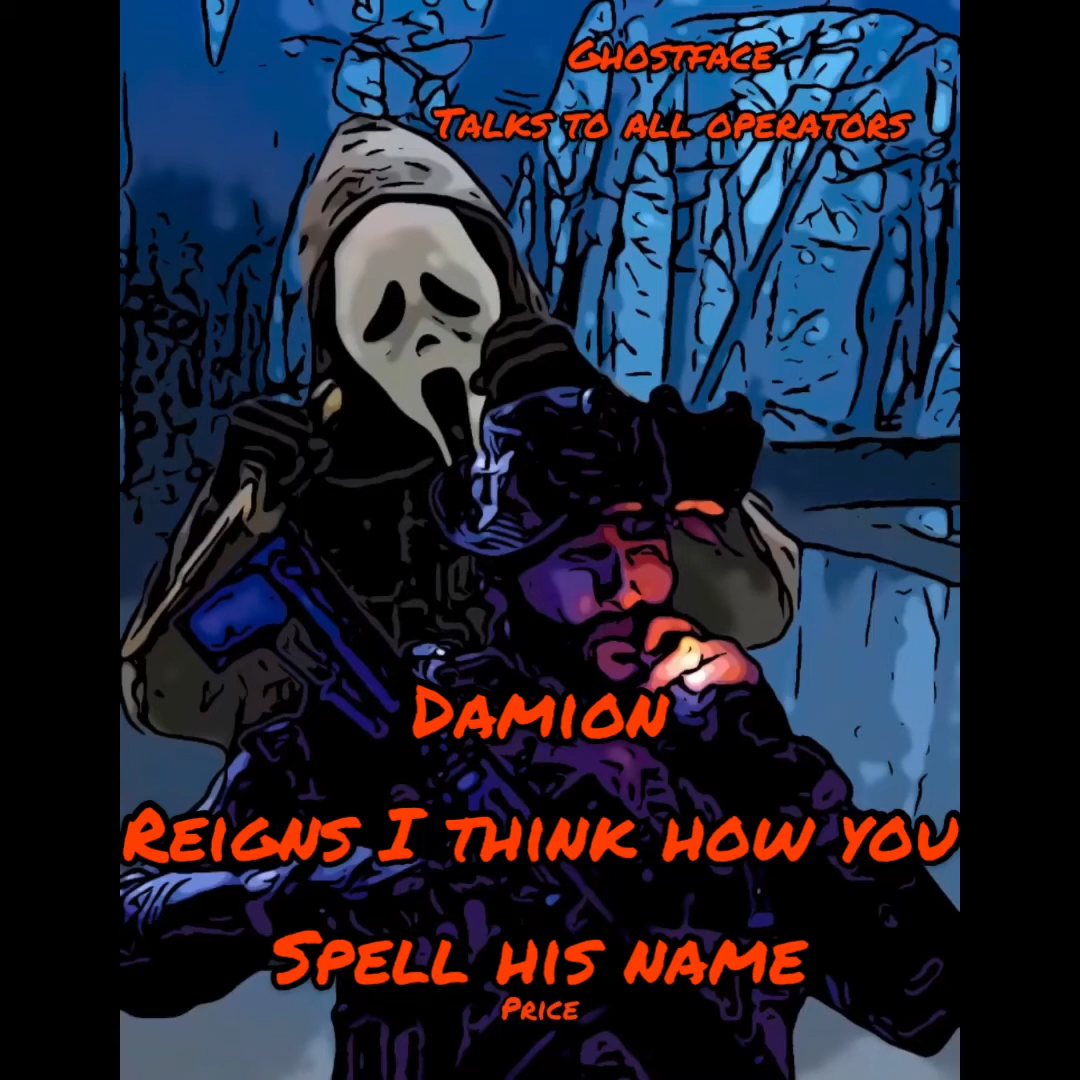 Ghostface
Talks to all operators
Damion
Reigns I think how you
Spell his name
Price